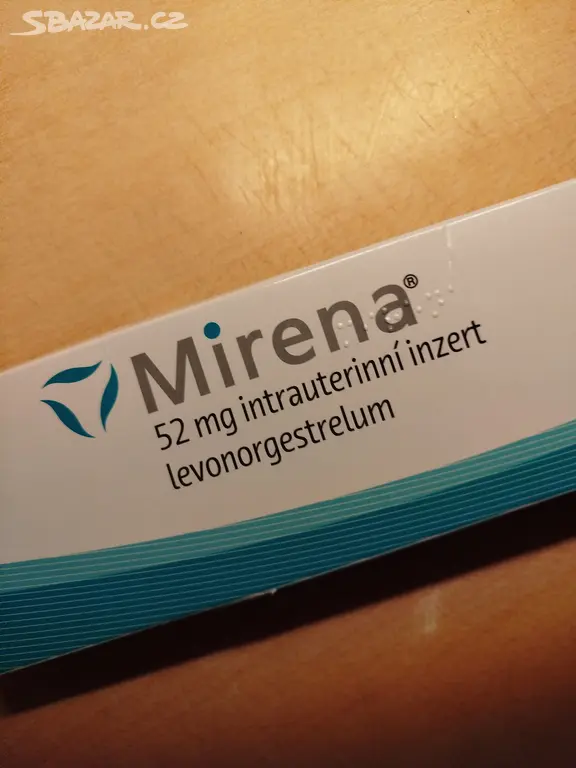 SBAZAR.CZ
Mirena®
52 mg intrauterinní inzert
levonorgestrelum